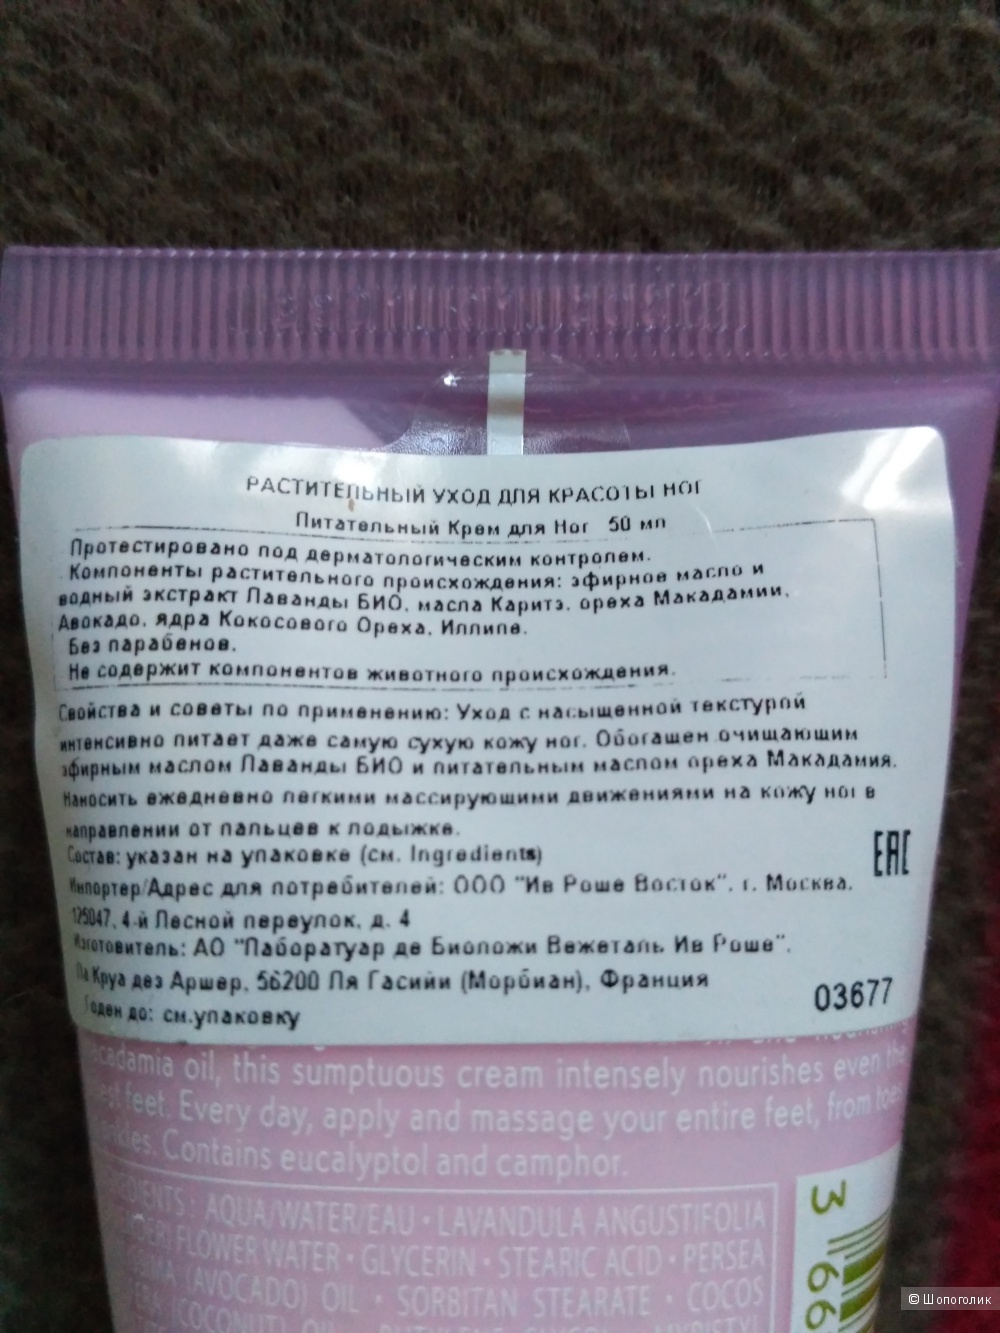 РАСТИТЕЛЬНЫЙ УХОД ДЛЯ КРАСОТЫ НОГ
Питательный Крем для Ног 50 мл
Протестировано под дерматологическим контролем.
Компоненты растительного происхождения: эфирное масло и
водный экстракт Лаванды БИО, масла Каритэ, ореха Макадамии,
Авокадо, ядра Кокосового Ореха, Иллипе.
Без парабенов.
Не содержит компонентов животного происхождения.
Свойства и советы по применению: Уход с насыщенной текстурой
интенсивно питает даже самую сухую кожу ног. Обогащен очищающим
эфирным маслом Лаванды БИО и питательным маслом ореха Макадамия.
Наносить ежедневно легкими массирующими движениями на кожу ног в
направлении от пальцев к лодыжке.
Состав: указан на упаковке (см. Ingredients)
EAC
Импортер/Адрес для потребителей: ООО "Ив Роше Восток", г. Москва,
125047, 4-й Лесной переулок, д. 4
Изготовитель: АО "Лаборатуар де Биоложи Вежеталь Ив Роше",
Ла Круа дез Аршер, 56200 Ля Гасийи (Морбиан), Франция
Годен до: см.упаковку
03677
oil, this sumptuous cream intensely nourishes even the
feet. Every day, apply and massage your entire feet, from toes
Contains eucalyptol and camphor.
: AQUA/WATER/EAU • LAVANDULA ANGUSTIFOLIA
FLOWER WATER • GLYCERIN • STEARIC ACID • PERSEA
(AVOCADO) OIL • SORBITAN STEARATE • COCOS
(COCONUT) OIL
3 66
© Шопоголик